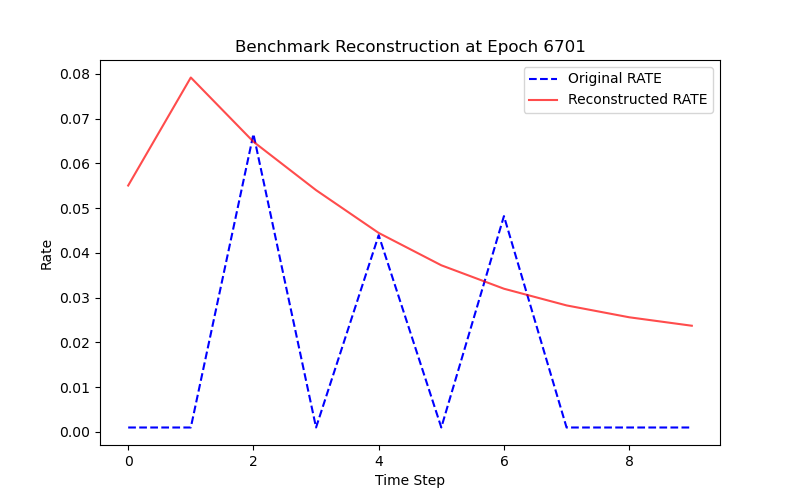 Benchmark Reconstruction at Epoch 6701
Original RATE
Reconstructed RATE
0.08
0.07
0.06
0.05
0.04
0.03
0.02
0.01
0.00
Rate
0 2 4 6 8
Time Step